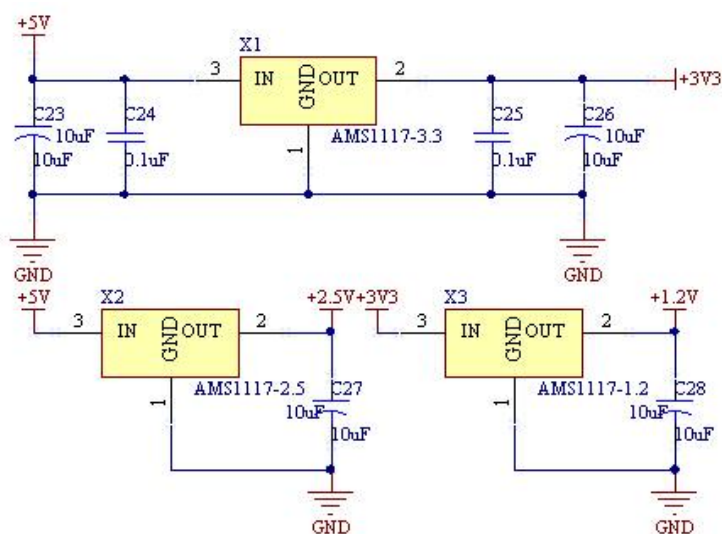 +5V
X1
3
IN
GND
OUT
2
+3V3
C23
10uF
10uF
C24
0.1uF
1
AMS1117-3.3
C25
0.1uF
C26
10uF
10uF
GND
GND
+5V
X2
3
IN
GND
OUT
2
+2.5V
1
AMS1117-2.5
C27
10uF
10uF
GND
+3V3
X3
3
IN
GND
OUT
2
+1.2V
1
AMS1117-1.2
C28
10uF
10uF
GND